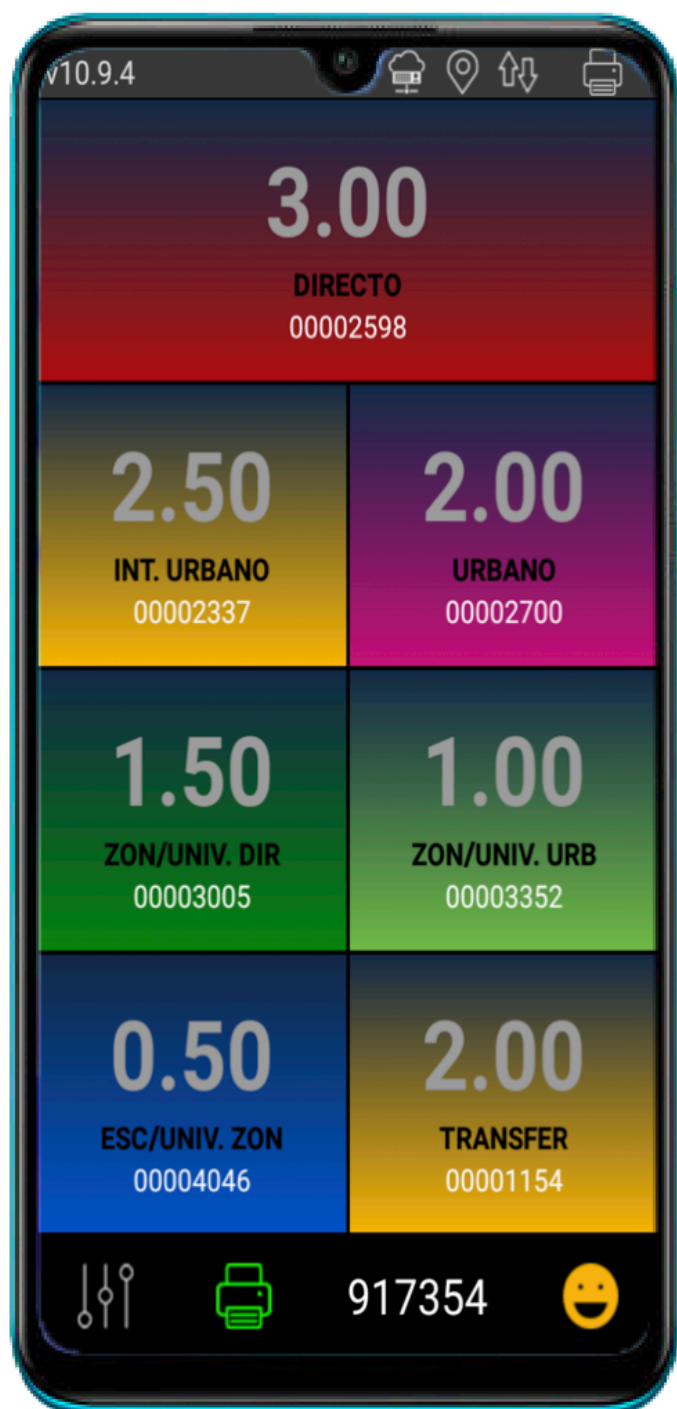 v10.9.4
3.00
DIRECTO
00002598
2.50
INT. URBANO
00002337
2.00
URBANO
00002700
1.50
ZON/UNIV. DIR
00003005
1.00
ZON/UNIV. URB
00003352
0.50
ESC/UNIV. ZON
00004046
2.00
TRANSFER
00001154
917354